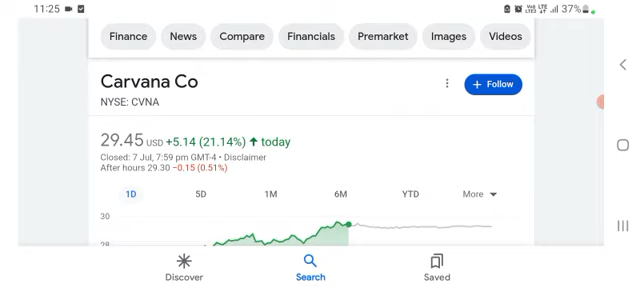 11:25 37%
Finance News Compare Financials Premarket Images Videos
Carvana Co
+ Follow
NYSE: CVNA
29.45 USD +5.14 (21.14%) ↑ today
Closed: 7 Jul, 7:59 pm GMT-4 • Disclaimer
After hours 29.30 −0.15 (0.51%)
1D 5D 1M 6M YTD More
30
28
Discover Search Saved